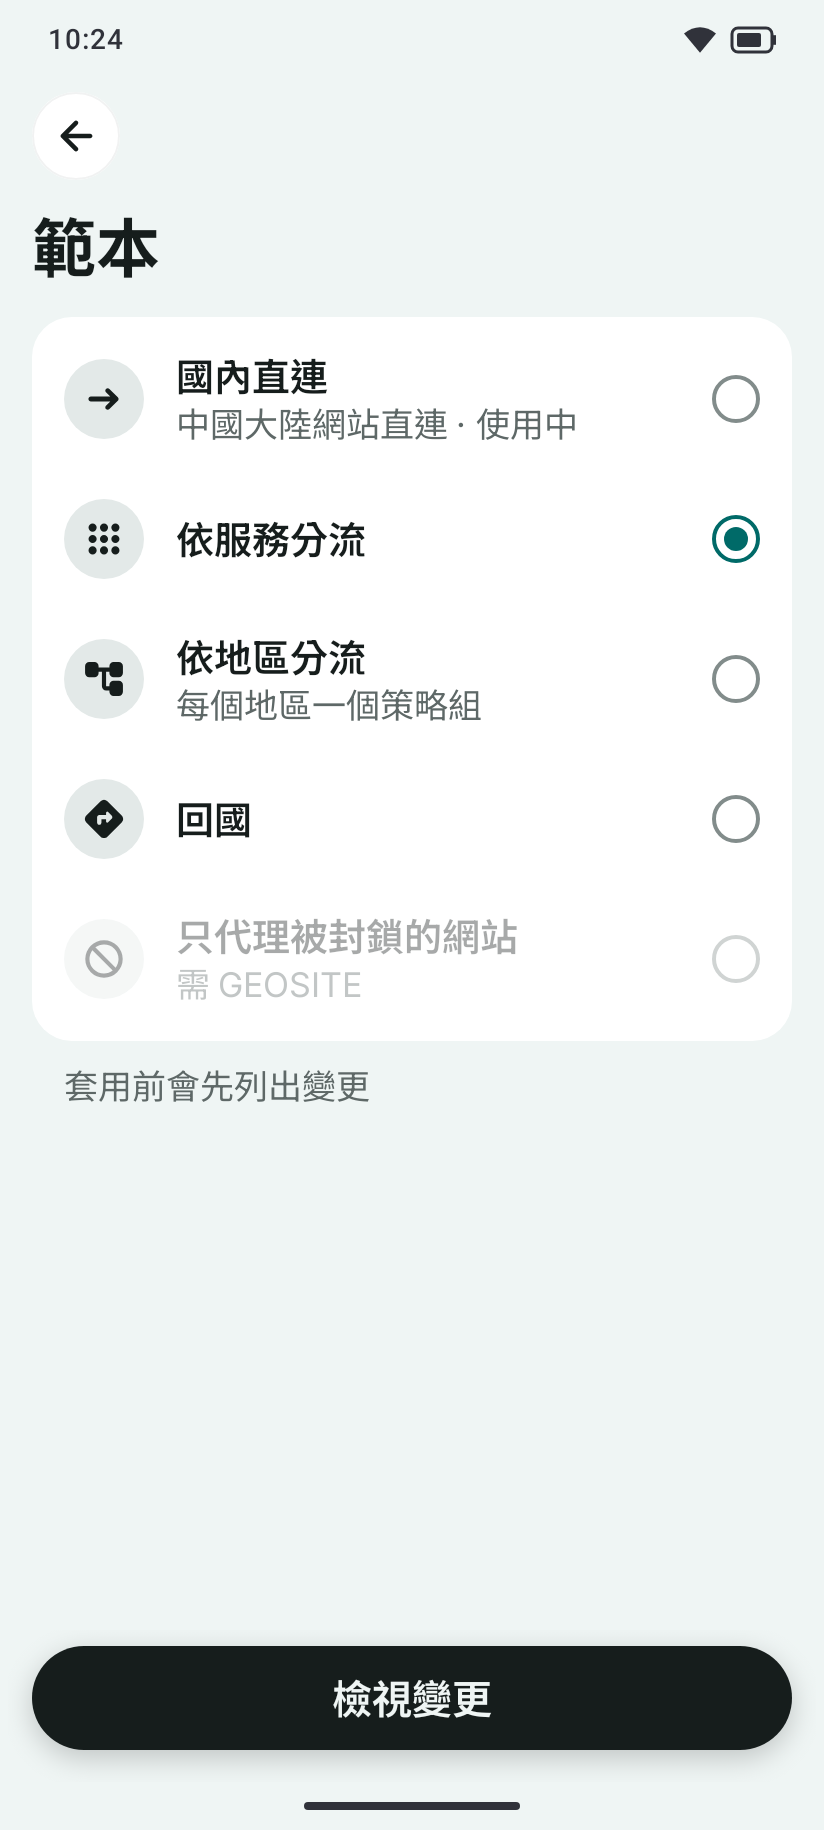 10:24
範本
國內直連
中國大陸網站直連 · 使用中
依服務分流
依地區分流
每個地區一個策略組
回國
只代理被封鎖的網站
需 GEOSITE
套用前會先列出變更
檢視變更